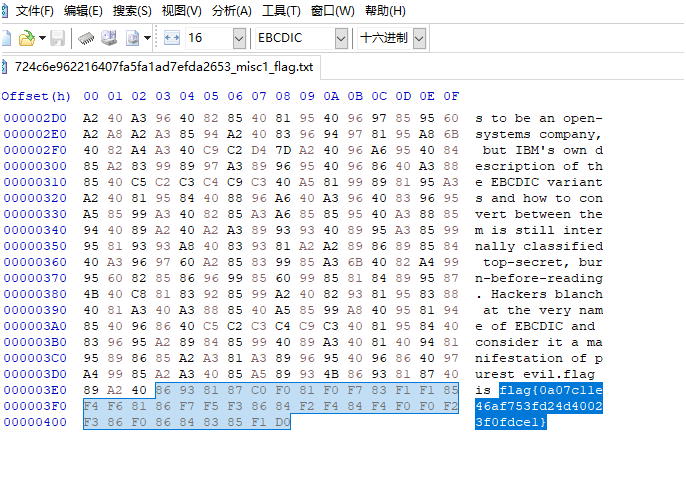 文件(F) 编辑(E) 搜索(S) 视图(V) 分析(A) 工具(T) 窗口(W) 帮助(H)
16 EBCDIC 十六进制
724c6e962216407fa5fa1ad7efda2653_misc1_flag.txt
Offset(h) 00 01 02 03 04 05 06 07 08 09 0A 0B 0C 0D 0E 0F
000002D0 A2 40 A3 96 40 82 85 40 81 95 40 96 97 85 95 60 s to be an open-
000002E0 A2 A8 A2 A3 85 94 A2 40 83 96 94 97 81 95 A8 6B systems company,
000002F0 40 82 A4 A3 40 C9 C2 D4 7D A2 40 96 A6 95 40 84 but IBM's own d
00000300 85 A2 83 99 89 97 A3 89 96 95 40 96 86 40 A3 88 escription of th
00000310 85 40 C5 C2 C3 C4 C9 C3 40 A5 81 99 89 81 95 A3 e EBCDIC variant
00000320 A2 40 81 95 84 40 88 96 A6 40 A3 96 40 83 96 95 s and how to con
00000330 A5 85 99 A3 40 82 85 A3 A6 85 85 95 40 A3 88 85 vert between the
00000340 94 40 89 A2 40 A2 A3 89 93 93 40 89 95 A3 85 99 m is still inter
00000350 95 81 93 93 A8 40 83 93 81 A2 A2 89 86 89 85 84 nally classified
00000360 40 A3 96 97 60 A2 85 83 99 85 A3 6B 40 82 A4 99 top-secret, bur
00000370 95 60 82 85 86 96 99 85 60 99 85 81 84 89 95 87 n-before-reading
00000380 4B 40 C8 81 83 92 85 99 A2 40 82 93 81 95 83 88 . Hackers blanch
00000390 40 81 A3 40 A3 88 85 40 A5 85 99 A8 40 95 81 94 at the very nam
000003A0 85 40 96 86 40 C5 C2 C3 C4 C9 C3 40 81 95 84 40 e of EBCDIC and
000003B0 83 96 95 A2 89 84 85 99 40 89 A3 40 81 40 94 81 consider it a ma
000003C0 95 89 86 85 A2 A3 81 A3 89 96 95 40 96 86 40 97 nifestation of p
000003D0 A4 99 85 A2 A3 40 85 A5 89 93 4B 86 93 81 87 40 urest evil.flag
000003E0 89 A2 40 86 93 81 87 C0 F0 81 F0 F7 83 F1 F1 85 is flag{0a07c11e
000003F0 F4 F6 81 86 F7 F5 F3 86 84 F2 F4 84 F4 F0 F0 F2 46af753fd24d4002
00000400 F3 86 F0 86 84 83 85 F1 D0 3f0fdce1}